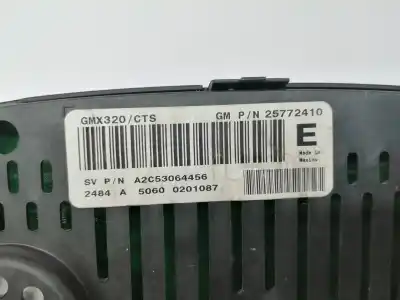 GMX320/CTS GM P/N 25772410
E
Made in
Mexico
SV P/N A2C53064456
2484 A 5060 0201087